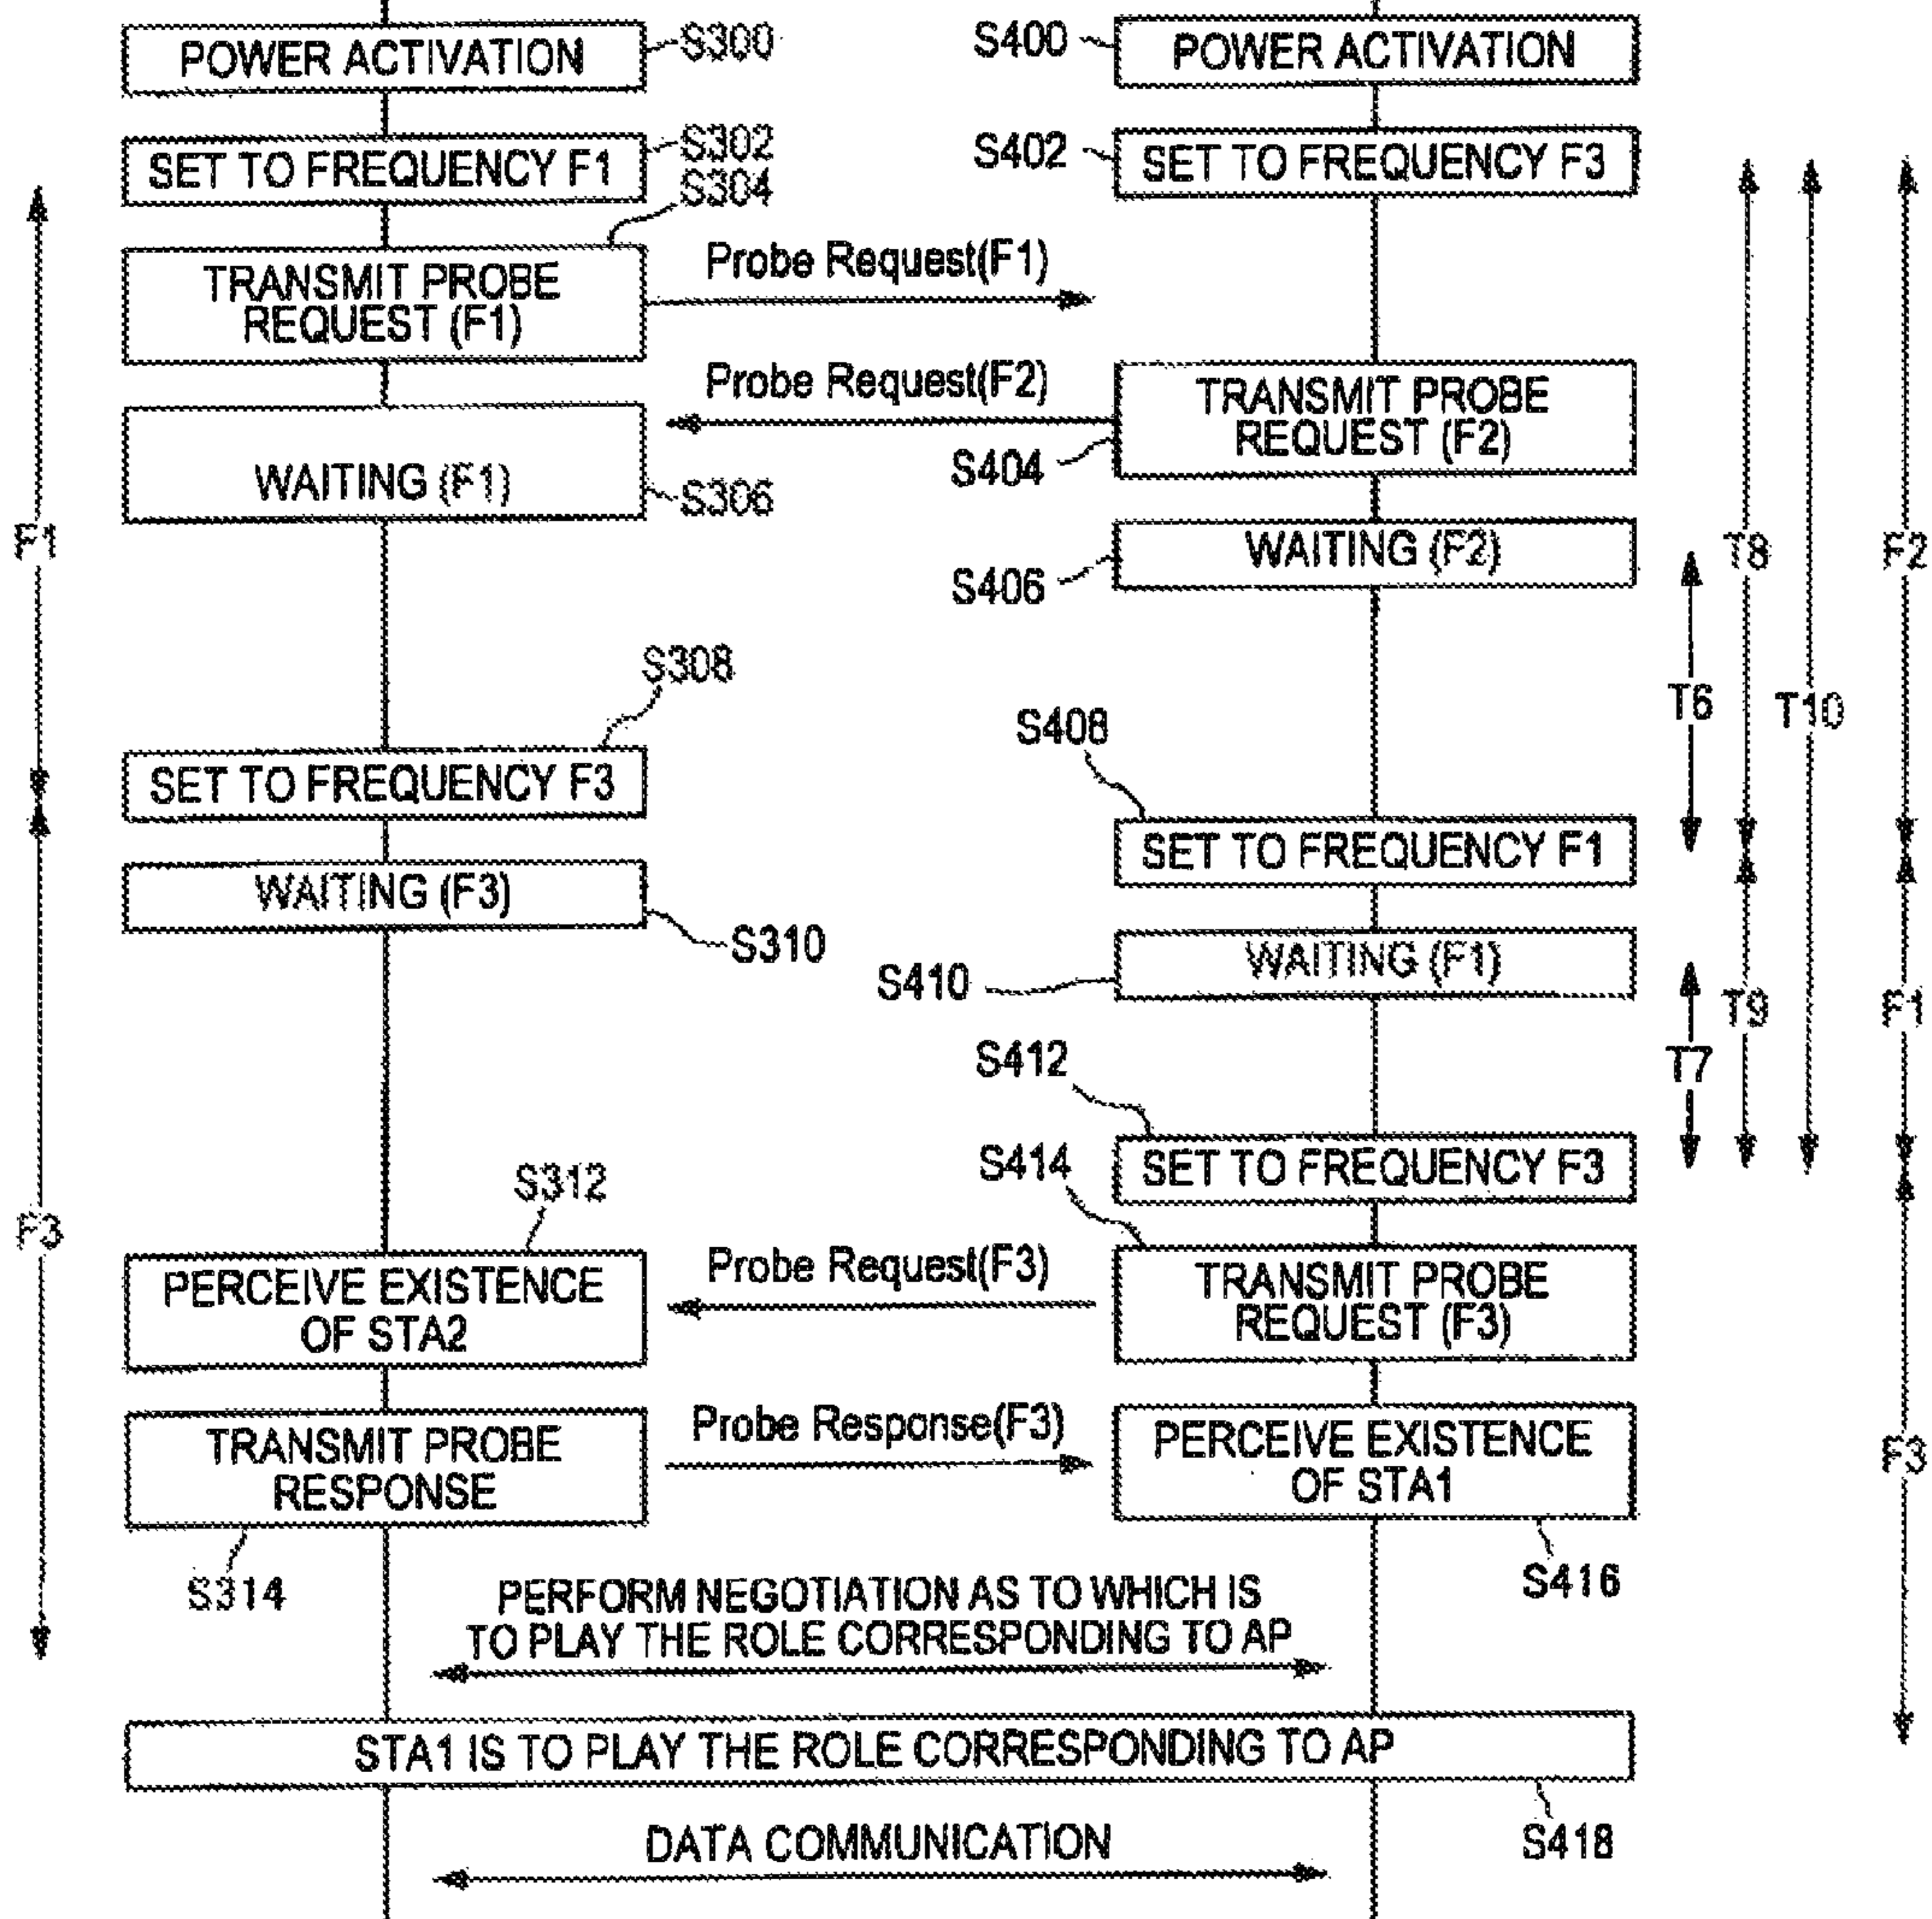 POWER ACTIVATION
S300
S400
POWER ACTIVATION
SET TO FREQUENCY F1
S302
S304
S402
SET TO FREQUENCY F3
TRANSMIT PROBE
REQUEST (F1)
Probe Request(F1)
Probe Request(F2)
TRANSMIT PROBE
REQUEST (F2)
S404
WAITING (F1)
S306
WAITING (F2)
S406
F1
T8
F2
S308
T6
T10
S408
SET TO FREQUENCY F3
SET TO FREQUENCY F1
WAITING (F3)
S310
WAITING (F1)
S410
T9
F1
T7
S412
SET TO FREQUENCY F3
S414
S312
F3
PERCEIVE EXISTENCE
OF STA2
Probe Request(F3)
TRANSMIT PROBE
REQUEST (F3)
TRANSMIT PROBE
RESPONSE
Probe Response(F3)
PERCEIVE EXISTENCE
OF STA1
F3
S314
S416
PERFORM NEGOTIATION AS TO WHICH IS
TO PLAY THE ROLE CORRESPONDING TO AP
STA1 IS TO PLAY THE ROLE CORRESPONDING TO AP
S418
DATA COMMUNICATION